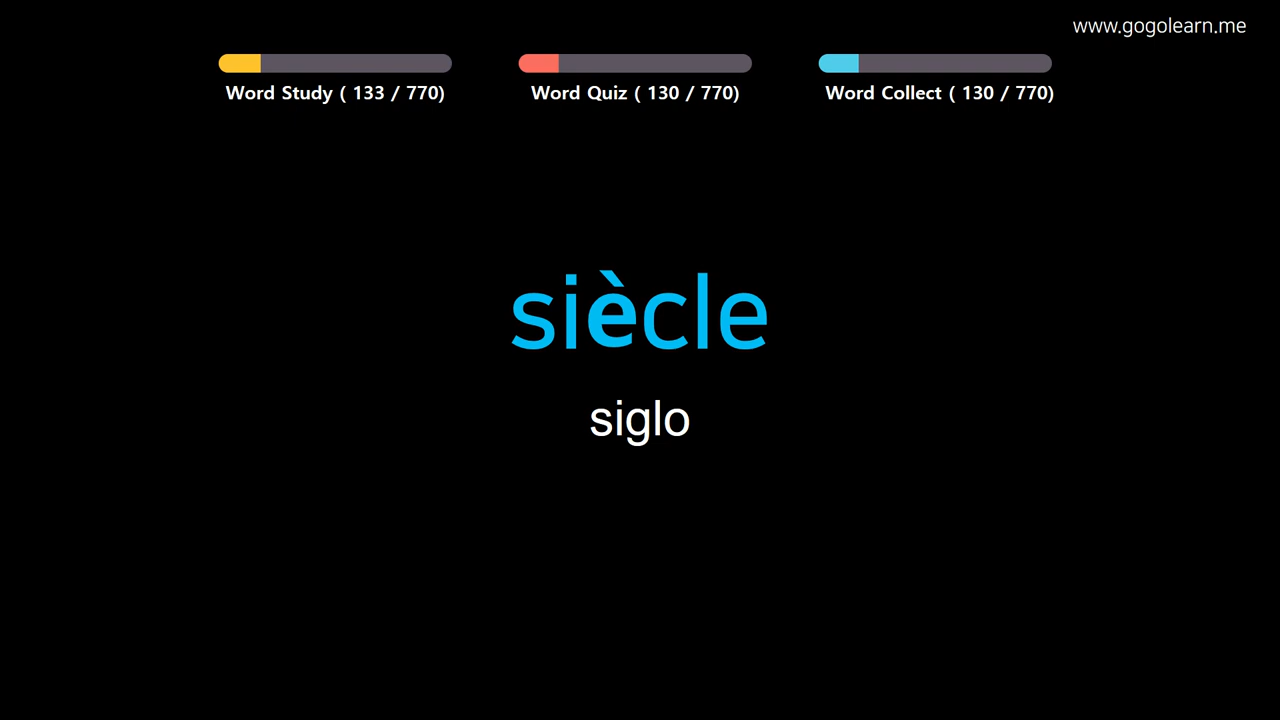 www.gogolearn.me
Word Study ( 133 / 770)
Word Quiz ( 130 / 770)
Word Collect ( 130 / 770)
siècle
siglo